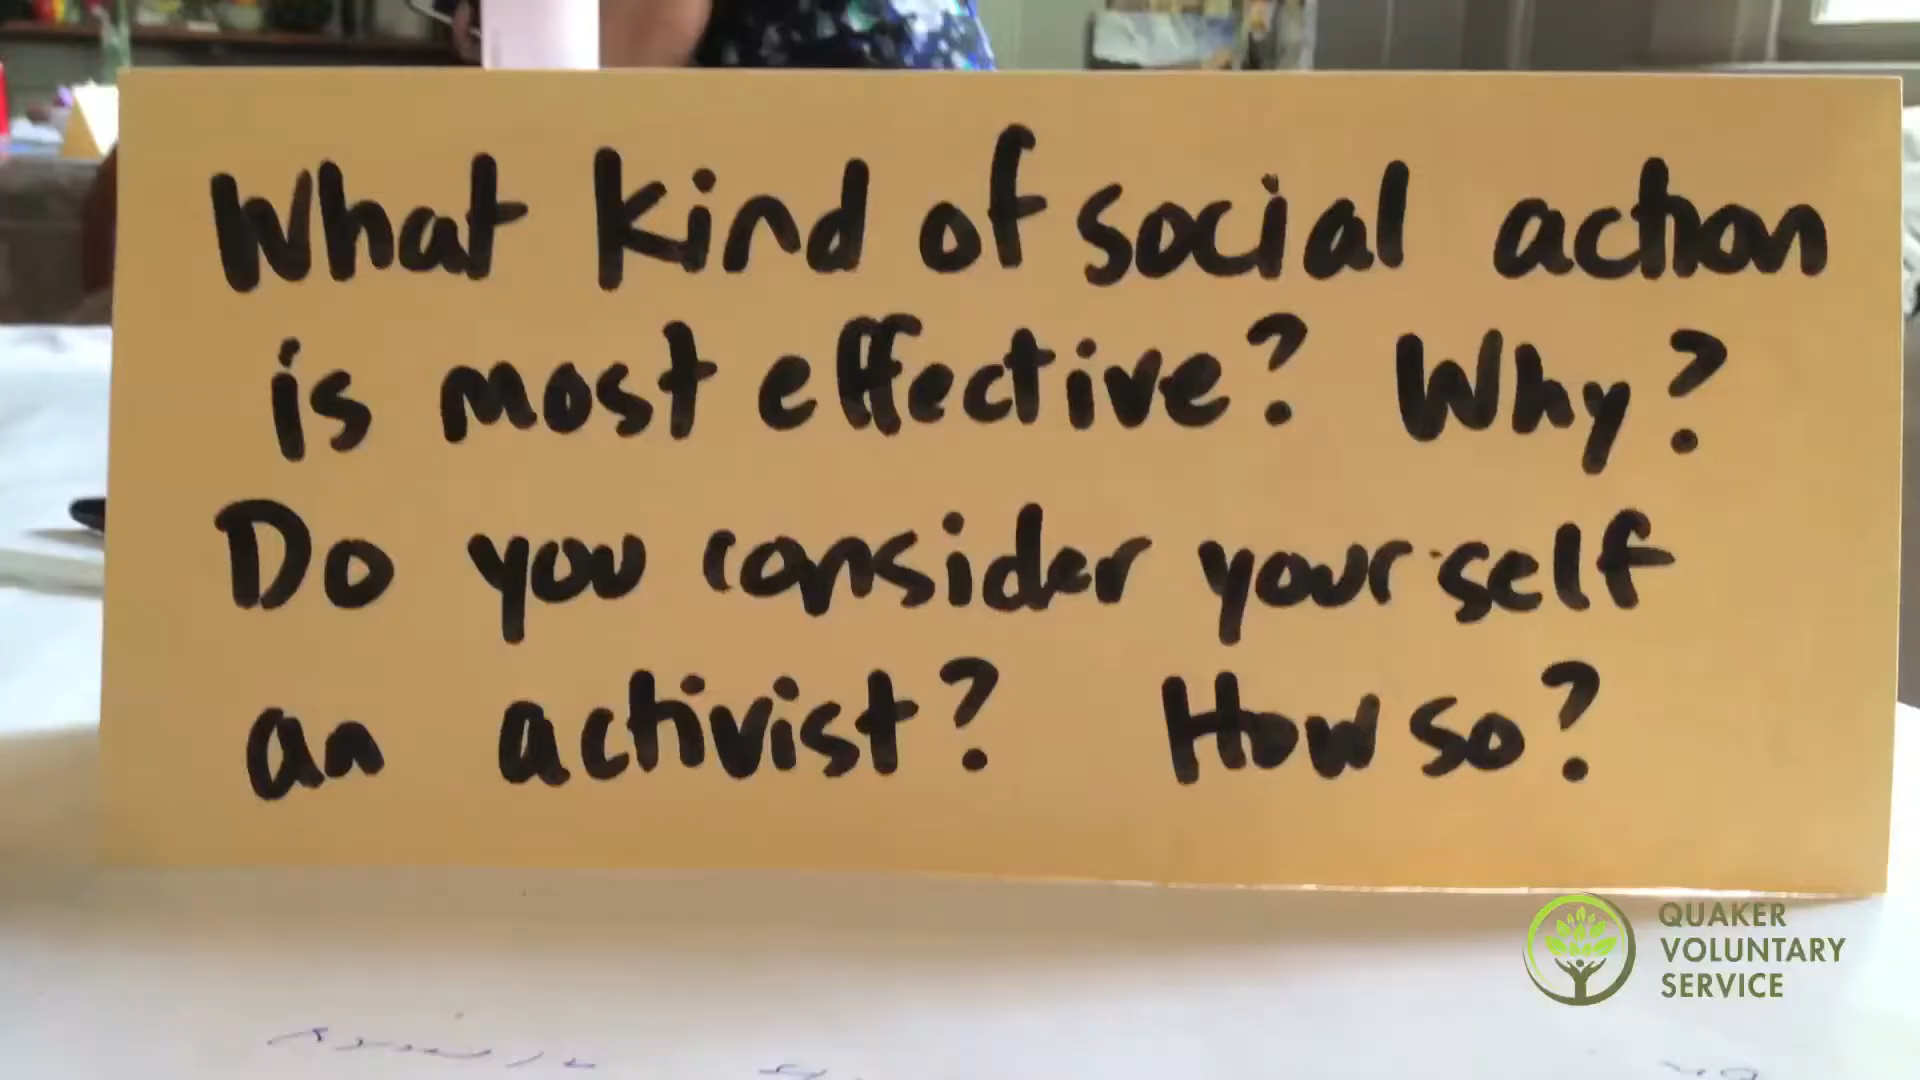 What kind of social action
is most effective? Why?
Do you consider yourself
an activist? How so?
QUAKER
VOLUNTARY
SERVICE